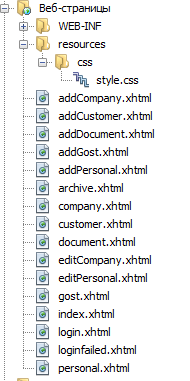 Веб-страницы
WEB-INF
resources
css
style.css
addCompany.xhtml
addCustomer.xhtml
addDocument.xhtml
addGost.xhtml
addPersonal.xhtml
archive.xhtml
company.xhtml
customer.xhtml
document.xhtml
editCompany.xhtml
editPersonal.xhtml
gost.xhtml
index.xhtml
login.xhtml
loginfailed.xhtml
personal.xhtml